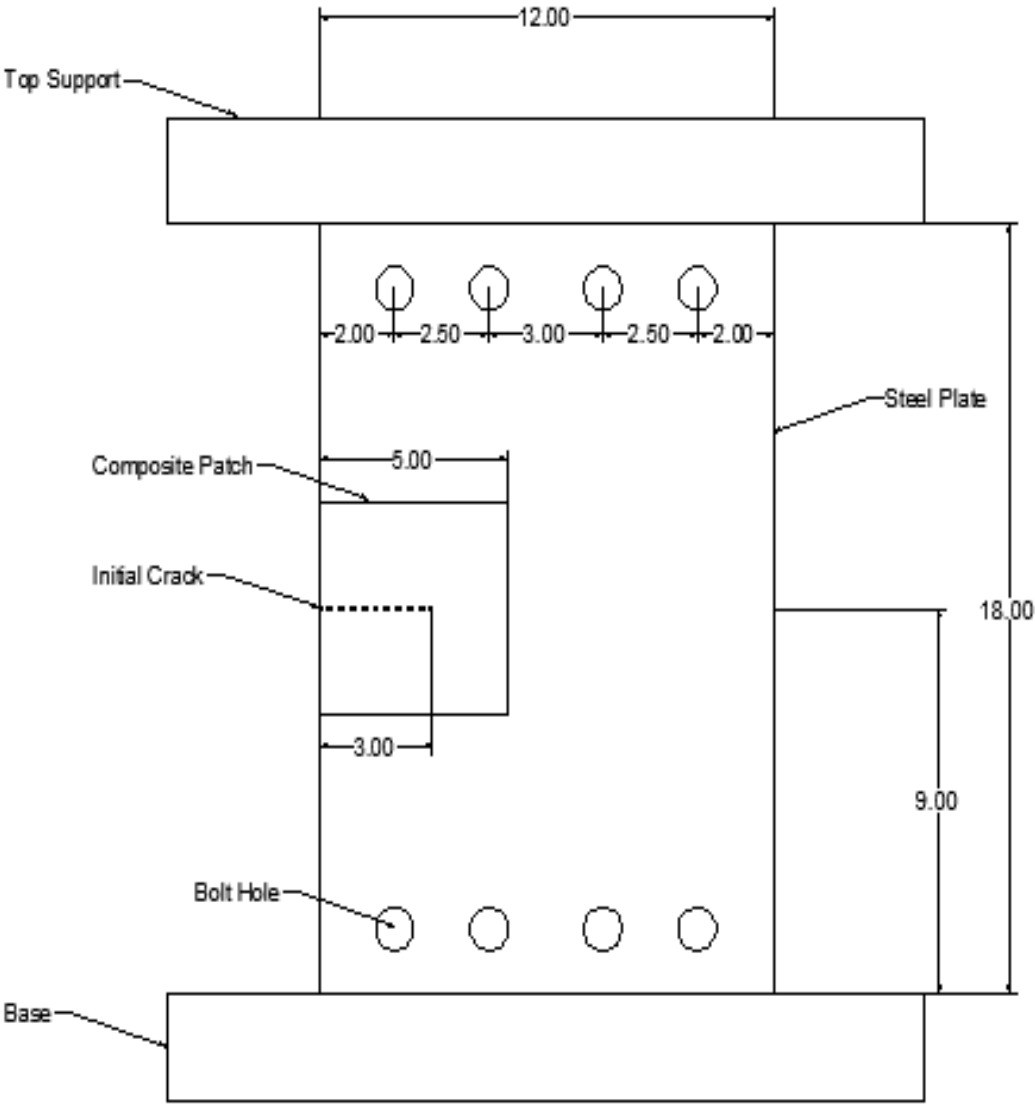 12.00
Top Support
2.00 2.50 3.00 2.50 2.00
Steel Plate
5.00
Composite Patch
Initial Crack
18.00
3.00
9.00
Bolt Hole
Base